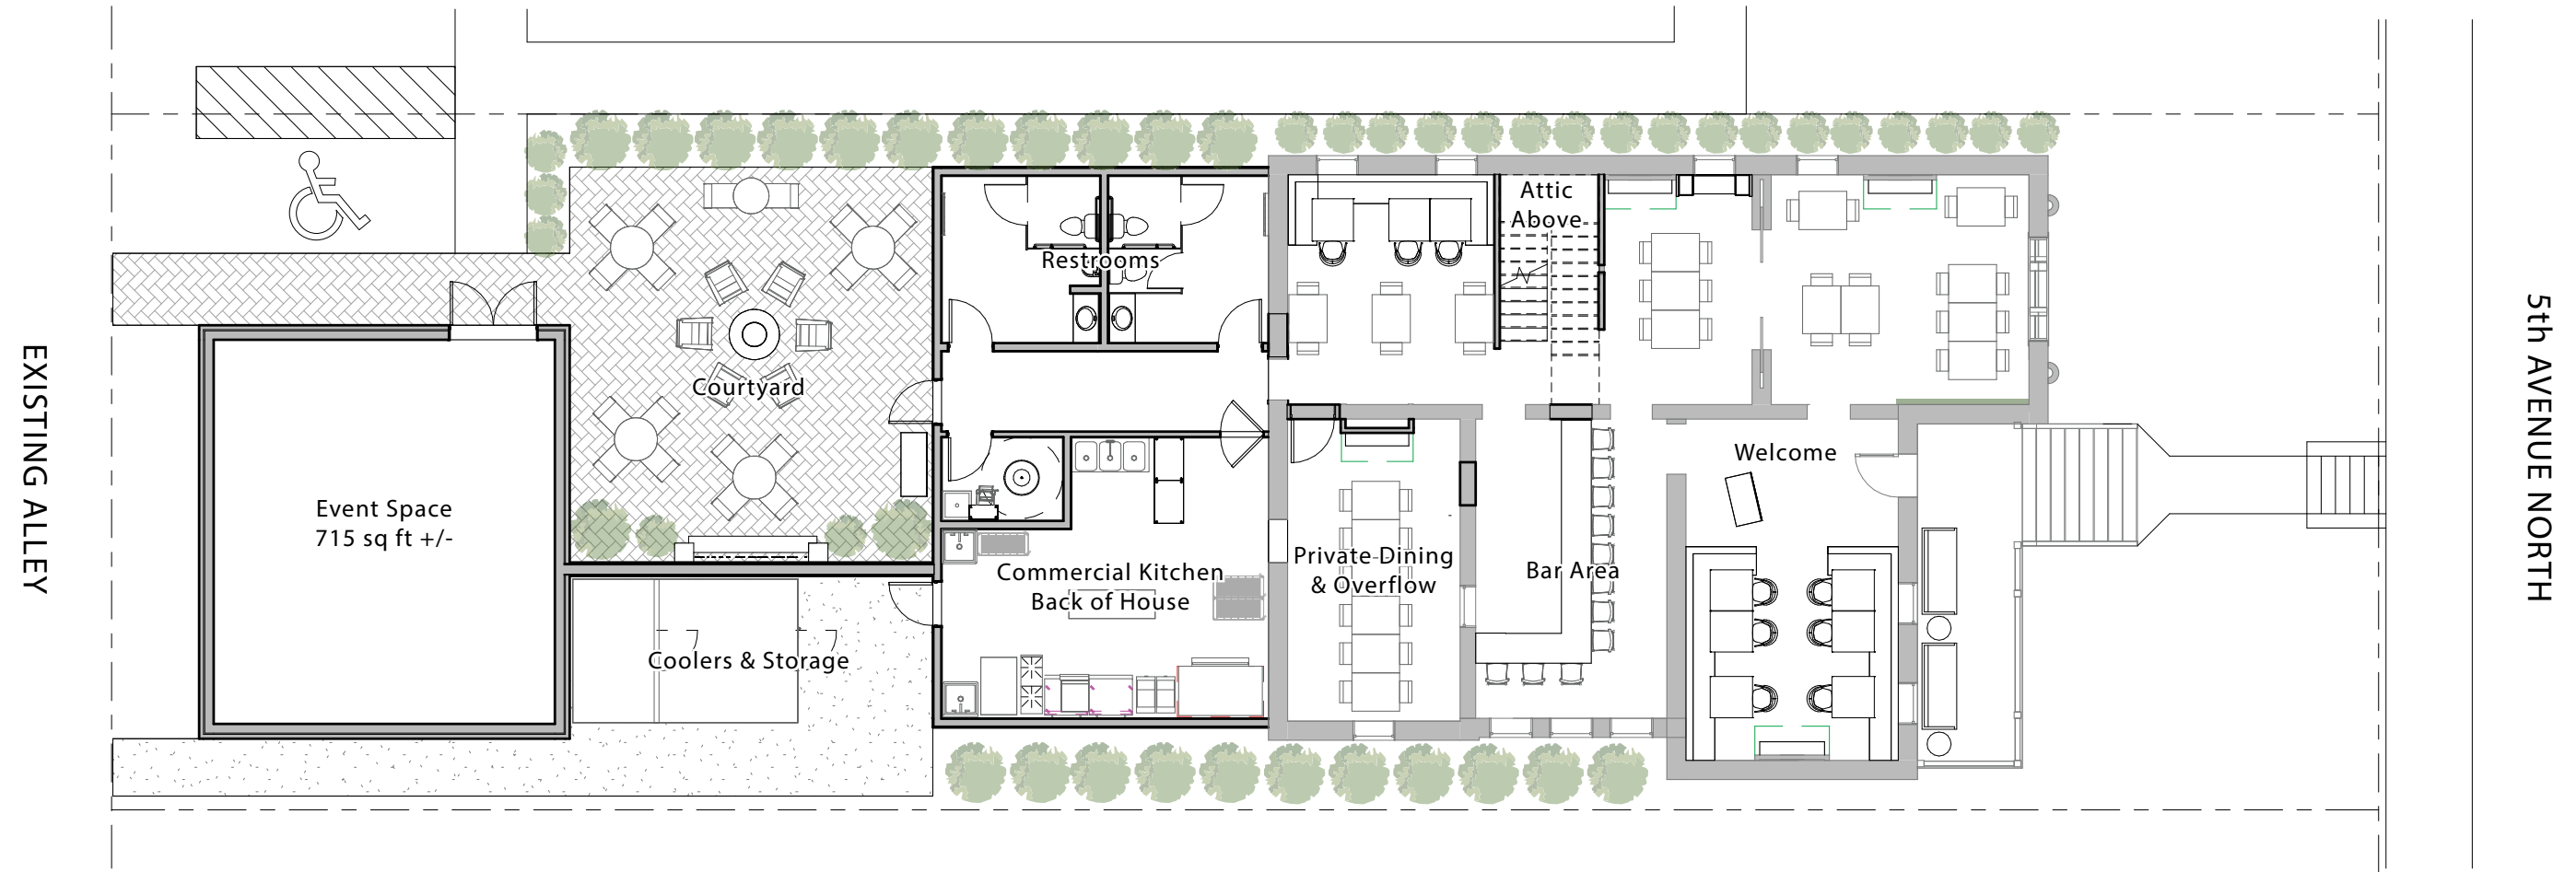 EXISTING ALLEY
Event Space
715 sq ft +/-
Courtyard
Coolers & Storage
Restrooms
Commercial Kitchen
Back of House
Attic
Above
Private Dining
& Overflow
Bar Area
Welcome
5th AVENUE NORTH